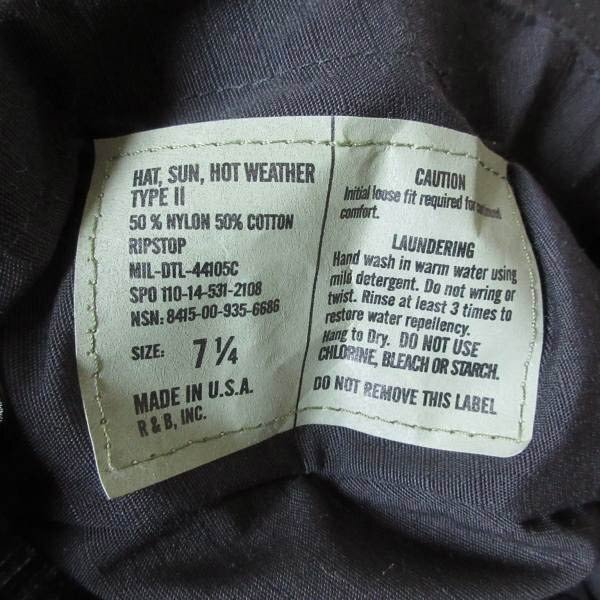 HAT, SUN, HOT WEATHER
TYPE II
50 % NYLON 50% COTTON
RIPSTOP
MIL-DTL-44105C
SPO 110-14-531-2108
NSN: 8415-00-935-6686
SIZE: 7 1/4
MADE IN U.S.A.
R & B, INC.
CAUTION
Initial loose fit required for
comfort.
LAUNDERING
Hand wash in warm water using
mild detergent. Do not wring or
twist. Rinse at least 3 times to
restore water repellency.
Hang to Dry. DO NOT USE
CHLORINE, BLEACH OR STARCH.
DO NOT REMOVE THIS LABEL